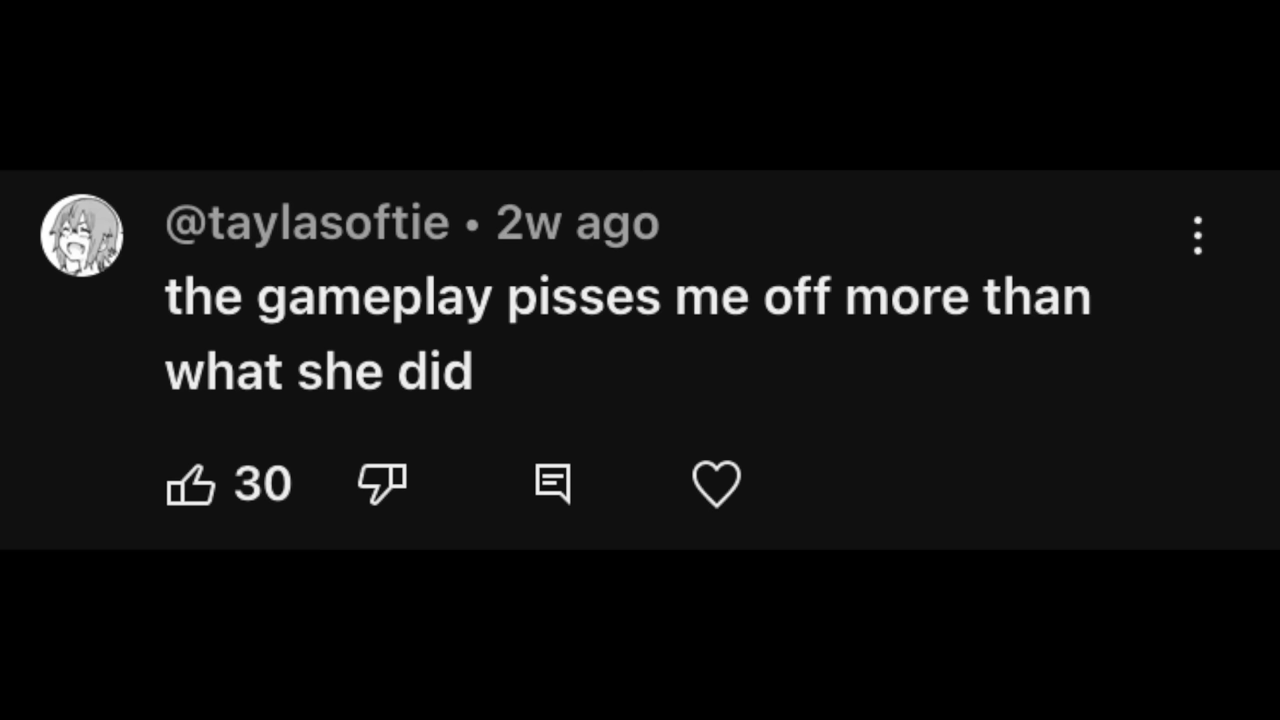 @taylasoftie • 2w ago
the gameplay pisses me off more than
what she did
30